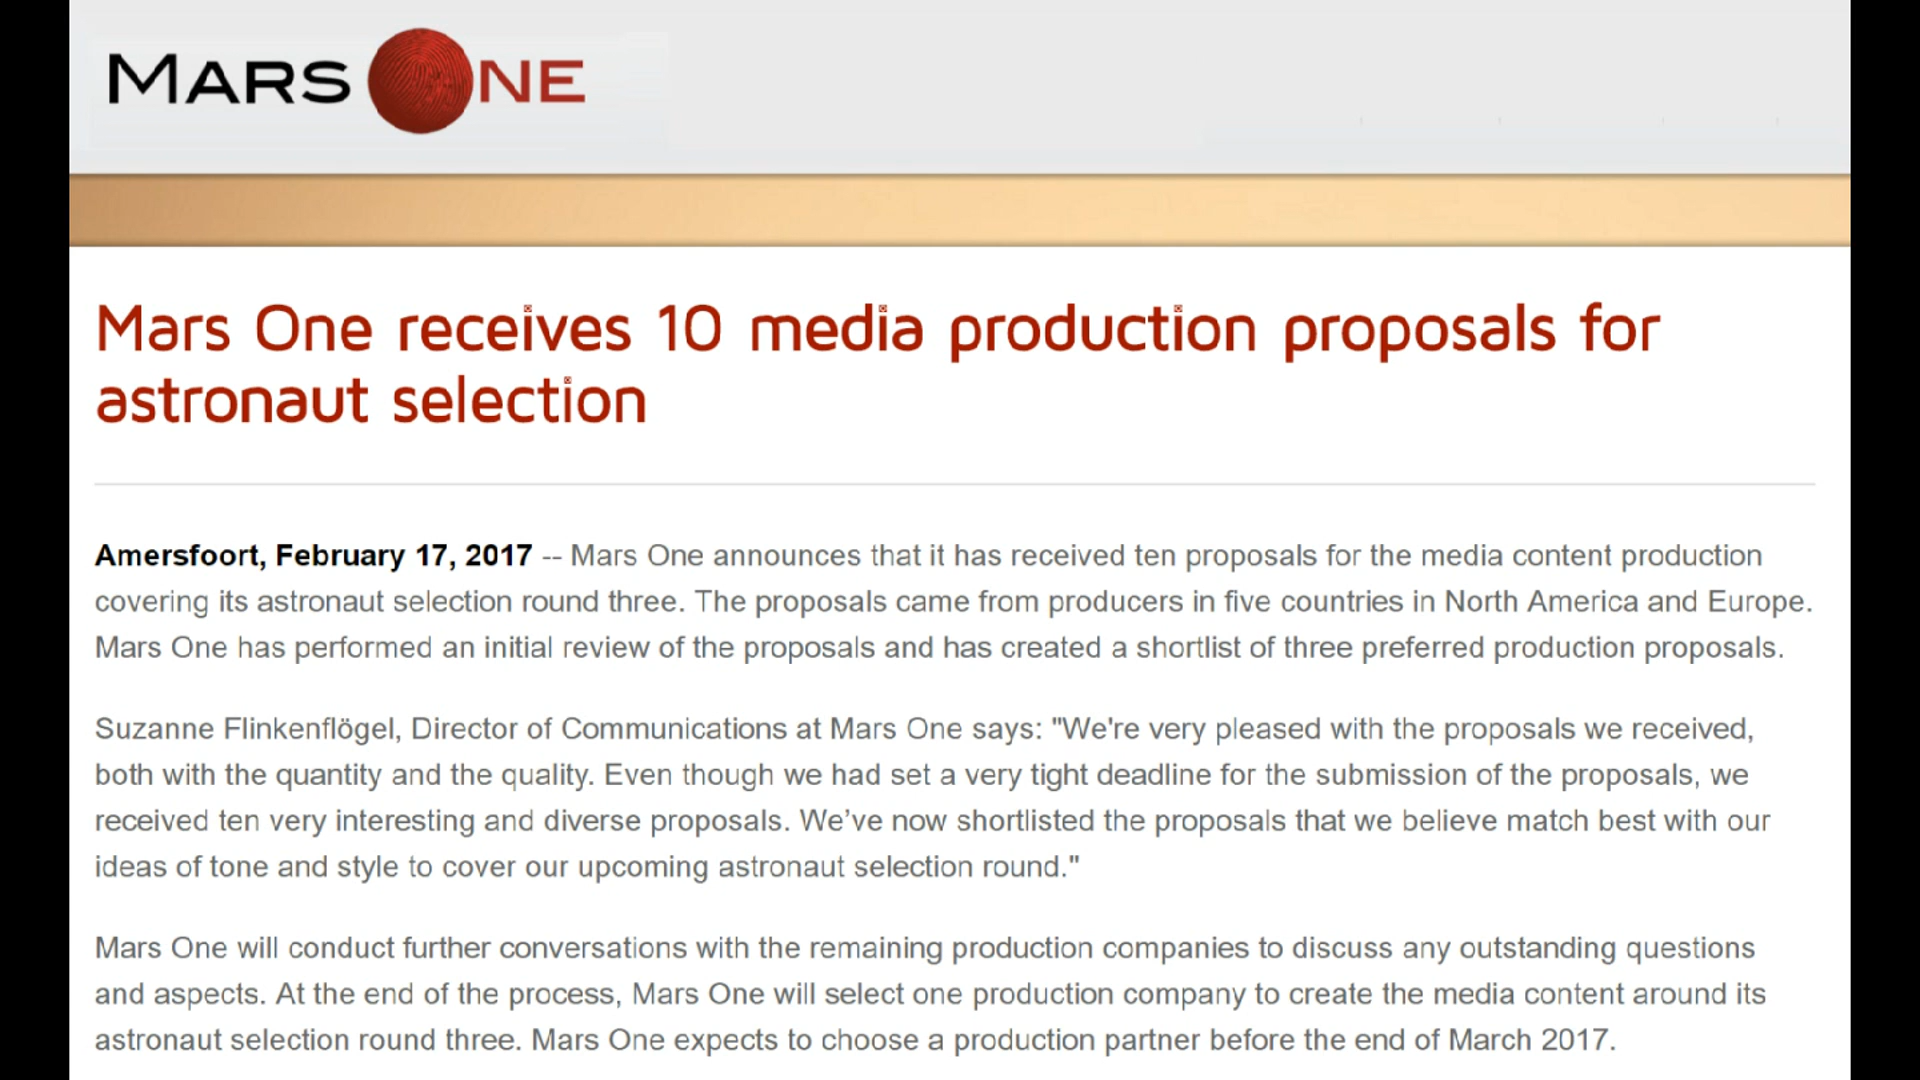 MARS ONE
Mars One receives 10 media production proposals for
astronaut selection
Amersfoort, February 17, 2017 -- Mars One announces that it has received ten proposals for the media content production
covering its astronaut selection round three. The proposals came from producers in five countries in North America and Europe.
Mars One has performed an initial review of the proposals and has created a shortlist of three preferred production proposals.
Suzanne Flinkenflögel, Director of Communications at Mars One says: "We're very pleased with the proposals we received,
both with the quantity and the quality. Even though we had set a very tight deadline for the submission of the proposals, we
received ten very interesting and diverse proposals. We’ve now shortlisted the proposals that we believe match best with our
ideas of tone and style to cover our upcoming astronaut selection round."
Mars One will conduct further conversations with the remaining production companies to discuss any outstanding questions
and aspects. At the end of the process, Mars One will select one production company to create the media content around its
astronaut selection round three. Mars One expects to choose a production partner before the end of March 2017.